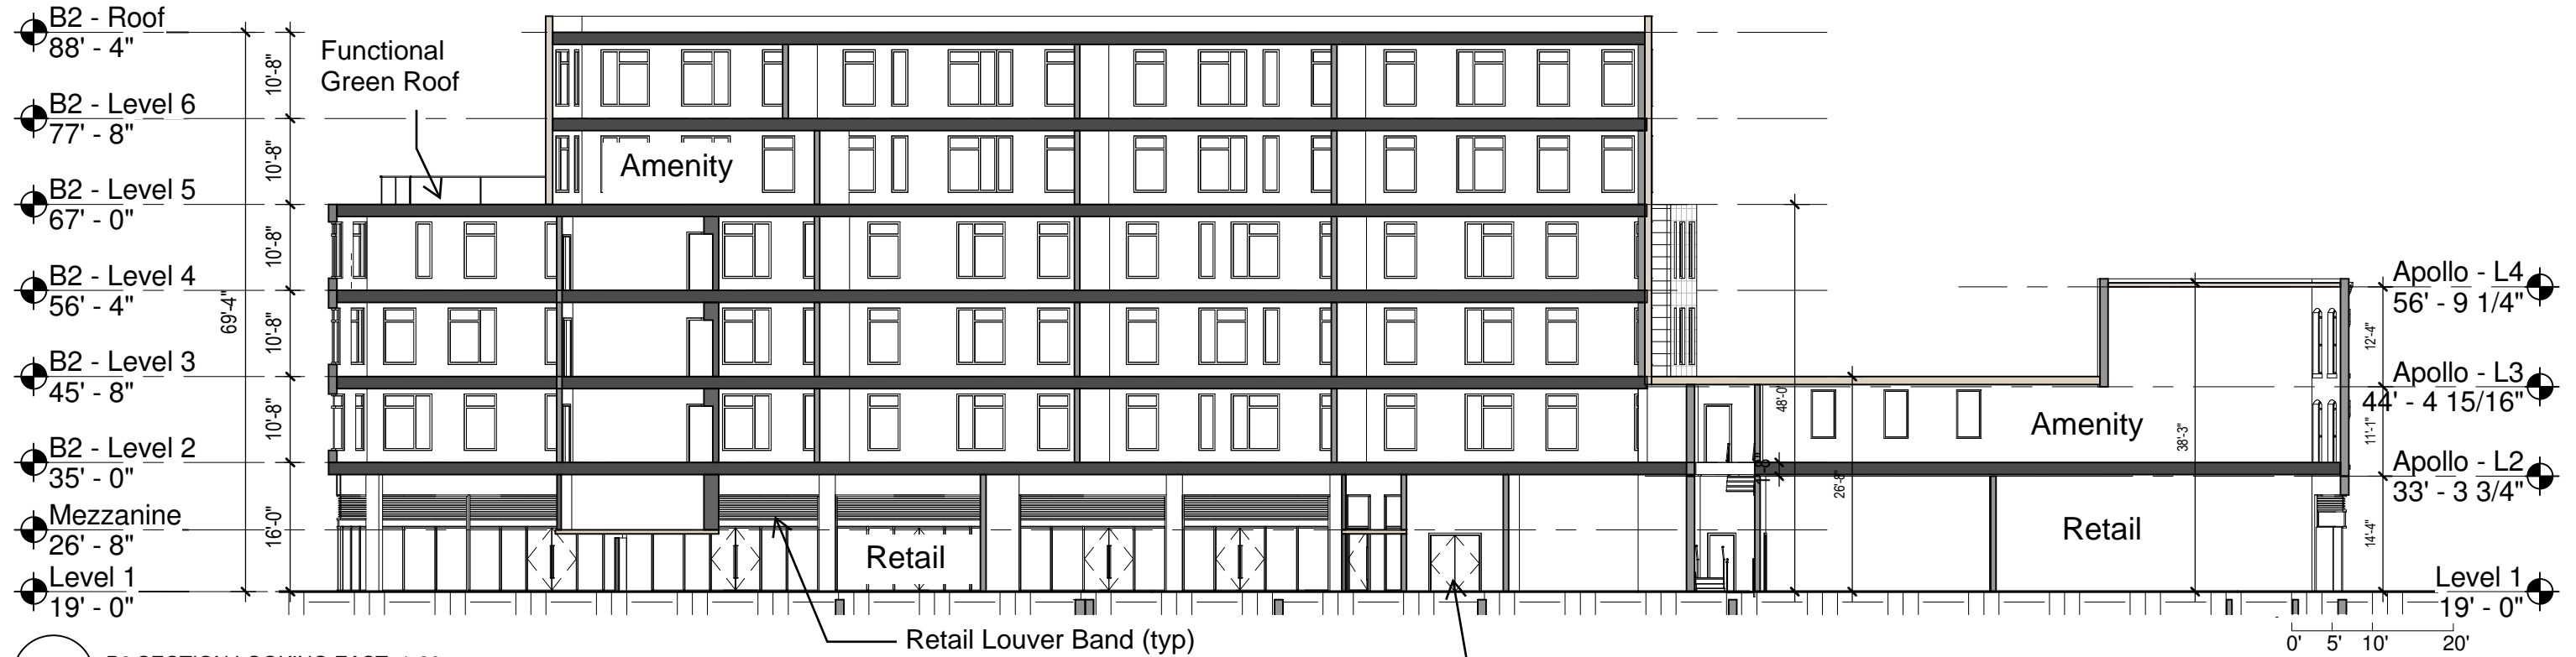 B2 - Roof
88' - 4"
Functional
Green Roof
10'-8"
B2 - Level 6
77' - 8"
10'-8"
Amenity
B2 - Level 5
67' - 0"
10'-8"
B2 - Level 4
56' - 4"
69'-4"
10'-8"
B2 - Level 3
45' - 8"
10'-8"
B2 - Level 2
35' - 0"
Mezzanine
26' - 8"
16'-0"
Level 1
19' - 0"
Retail
Retail Louver Band (typ)
48'-0"
26'-8"
38'-3"
Amenity
Retail
Apollo - L4
56' - 9 1/4"
12'-4"
Apollo - L3
44' - 4 15/16"
11'-1"
Apollo - L2
33' - 3 3/4"
14'-4"
Level 1
19' - 0"
0' 5' 10' 20'